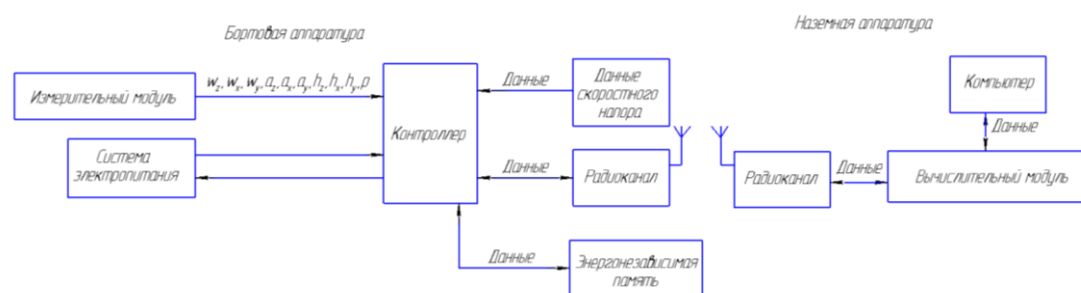 Бортовая аппаратура
Наземная аппаратура
Измерительный модуль
w_z, w_x, w_y, a_z, a_x, a_y, h_z, h_x, h_y, p
Контроллер
Данные
Данные
скоростного
напора
Компьютер
Данные
Система
электропитания
Данные
Радиоканал
Радиоканал
Данные
Вычислительный модуль
Данные
Энергонезависимая
память